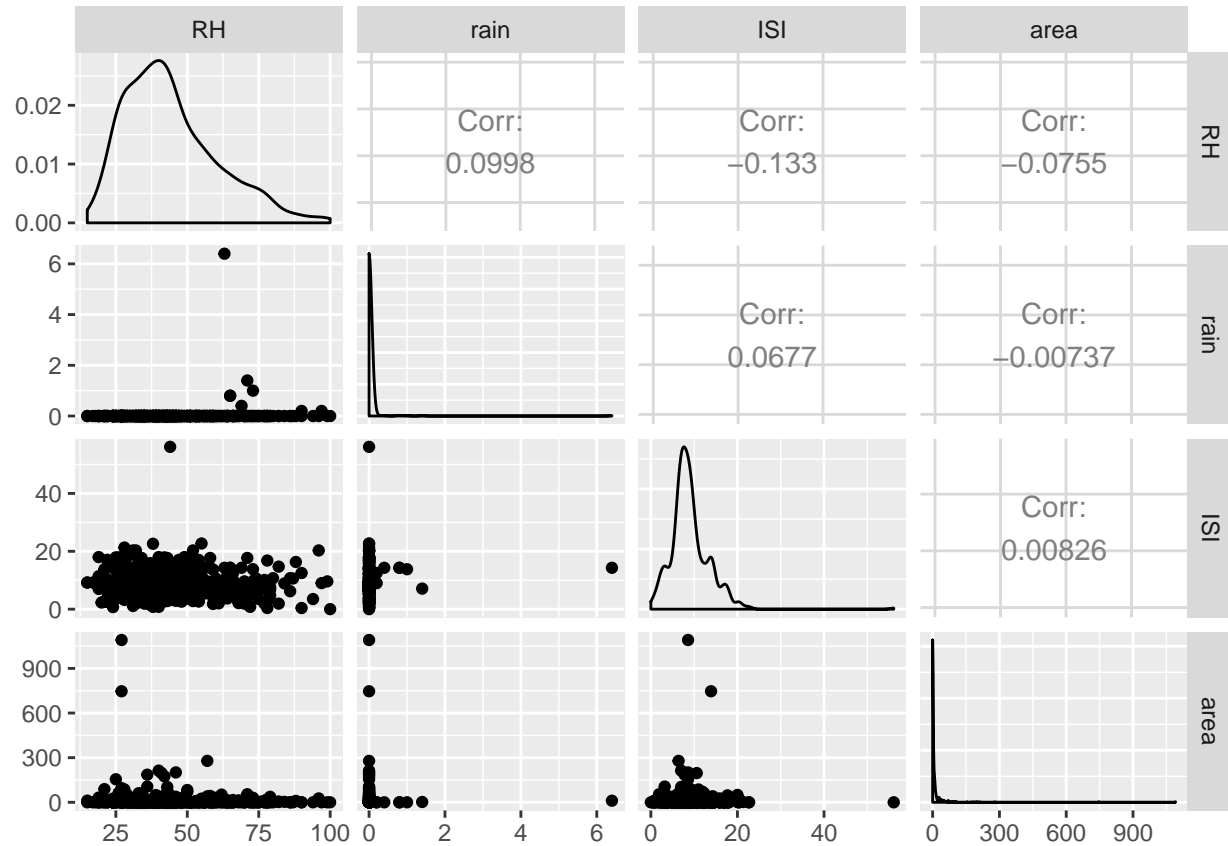 RH rain ISI area
0.02
0.01
0.00
Corr:
0.0998
Corr:
−0.133
Corr:
−0.0755
RH
6
4
2
0
Corr:
0.0677
Corr:
−0.00737
rain
40
20
0
Corr:
0.00826
ISI
900
600
300
0
area
25 50 75 100 0 2 4 6 0 20 40 0 300 600 900